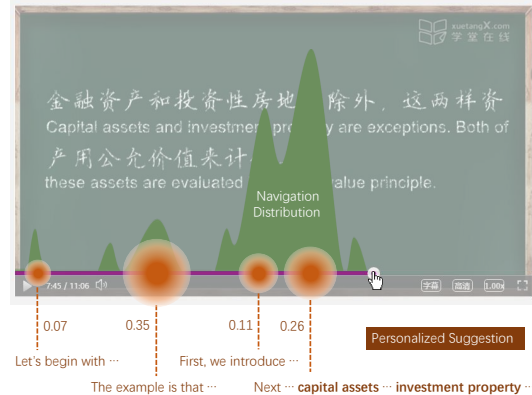 xuetangX.com
学堂在线
金融资产和投资性房地 除外，这两样资
Capital assets and investment pro y are exceptions. Both of
产用公允价值来计
these assets are evaluated value principle.
Navigation
Distribution
7:45 / 11:06
字幕 高清 1.00x
0.07 0.35 0.11 0.26
Personalized Suggestion
Let's begin with ··· First, we introduce ···
The example is that ··· Next ··· capital assets ··· investment property ··